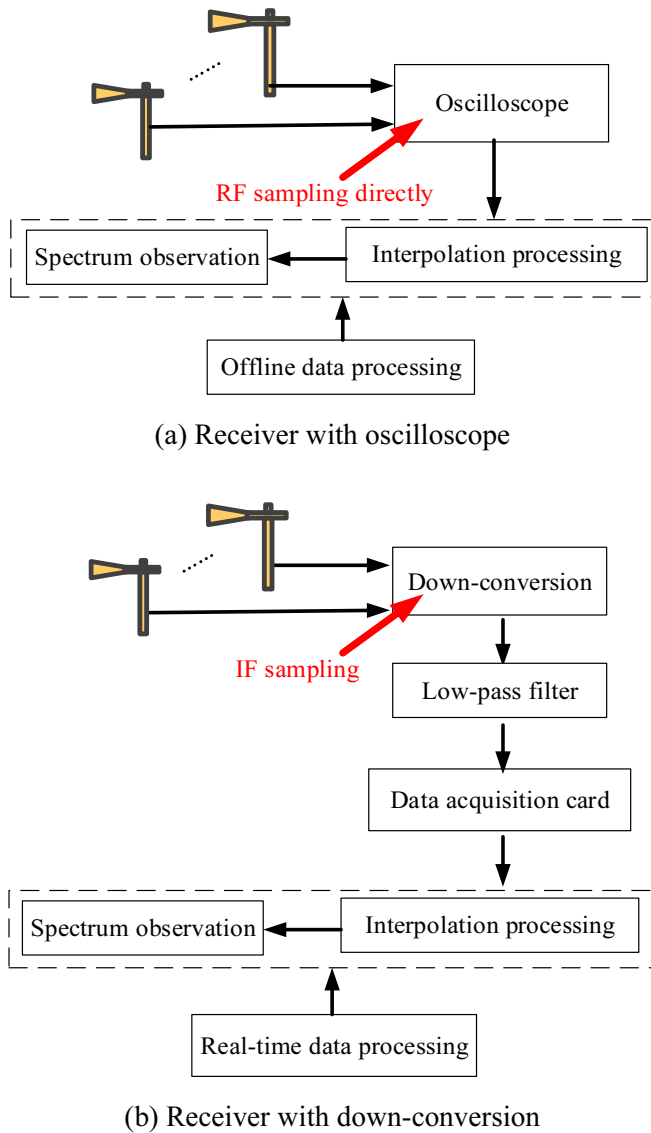 Oscilloscope
RF sampling directly
Spectrum observation
Interpolation processing
Offline data processing
(a) Receiver with oscilloscope
Down-conversion
IF sampling
Low-pass filter
Data acquisition card
Spectrum observation
Interpolation processing
Real-time data processing
(b) Receiver with down-conversion